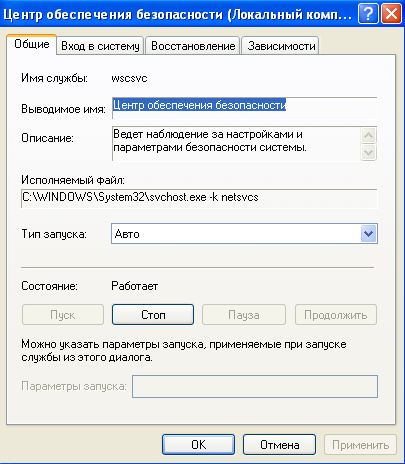 Центр обеспечения безопасности (Локальный комп...
Общие Вход в систему Восстановление Зависимости
Имя службы: wscsvc
Выводимое имя: Центр обеспечения безопасности
Описание: Ведет наблюдение за настройками и
параметрами безопасности системы.
Исполняемый файл:
C:\WINDOWS\System32\svchost.exe -k netsvcs
Тип запуска: Авто
Состояние: Работает
Пуск Стоп Пауза Продолжить
Можно указать параметры запуска, применяемые при запуске
службы из этого диалога.
Параметры запуска:
OK Отмена Применить